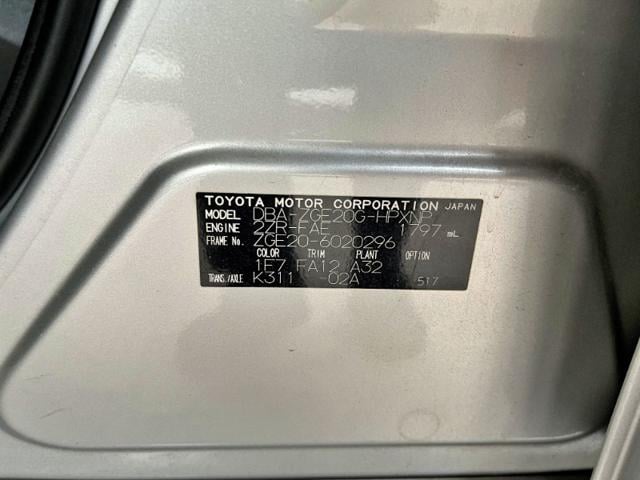 TOYOTA MOTOR CORPORATION JAPAN
MODEL DBA-ZGE20G-HPXNP
ENGINE 2ZR-FAE 1797 mL
FRAME No. ZGE20-6020296
COLOR TRIM PLANT OPTION
1F7 FA12 A32
TRANS./AXLE K311 -02A 517